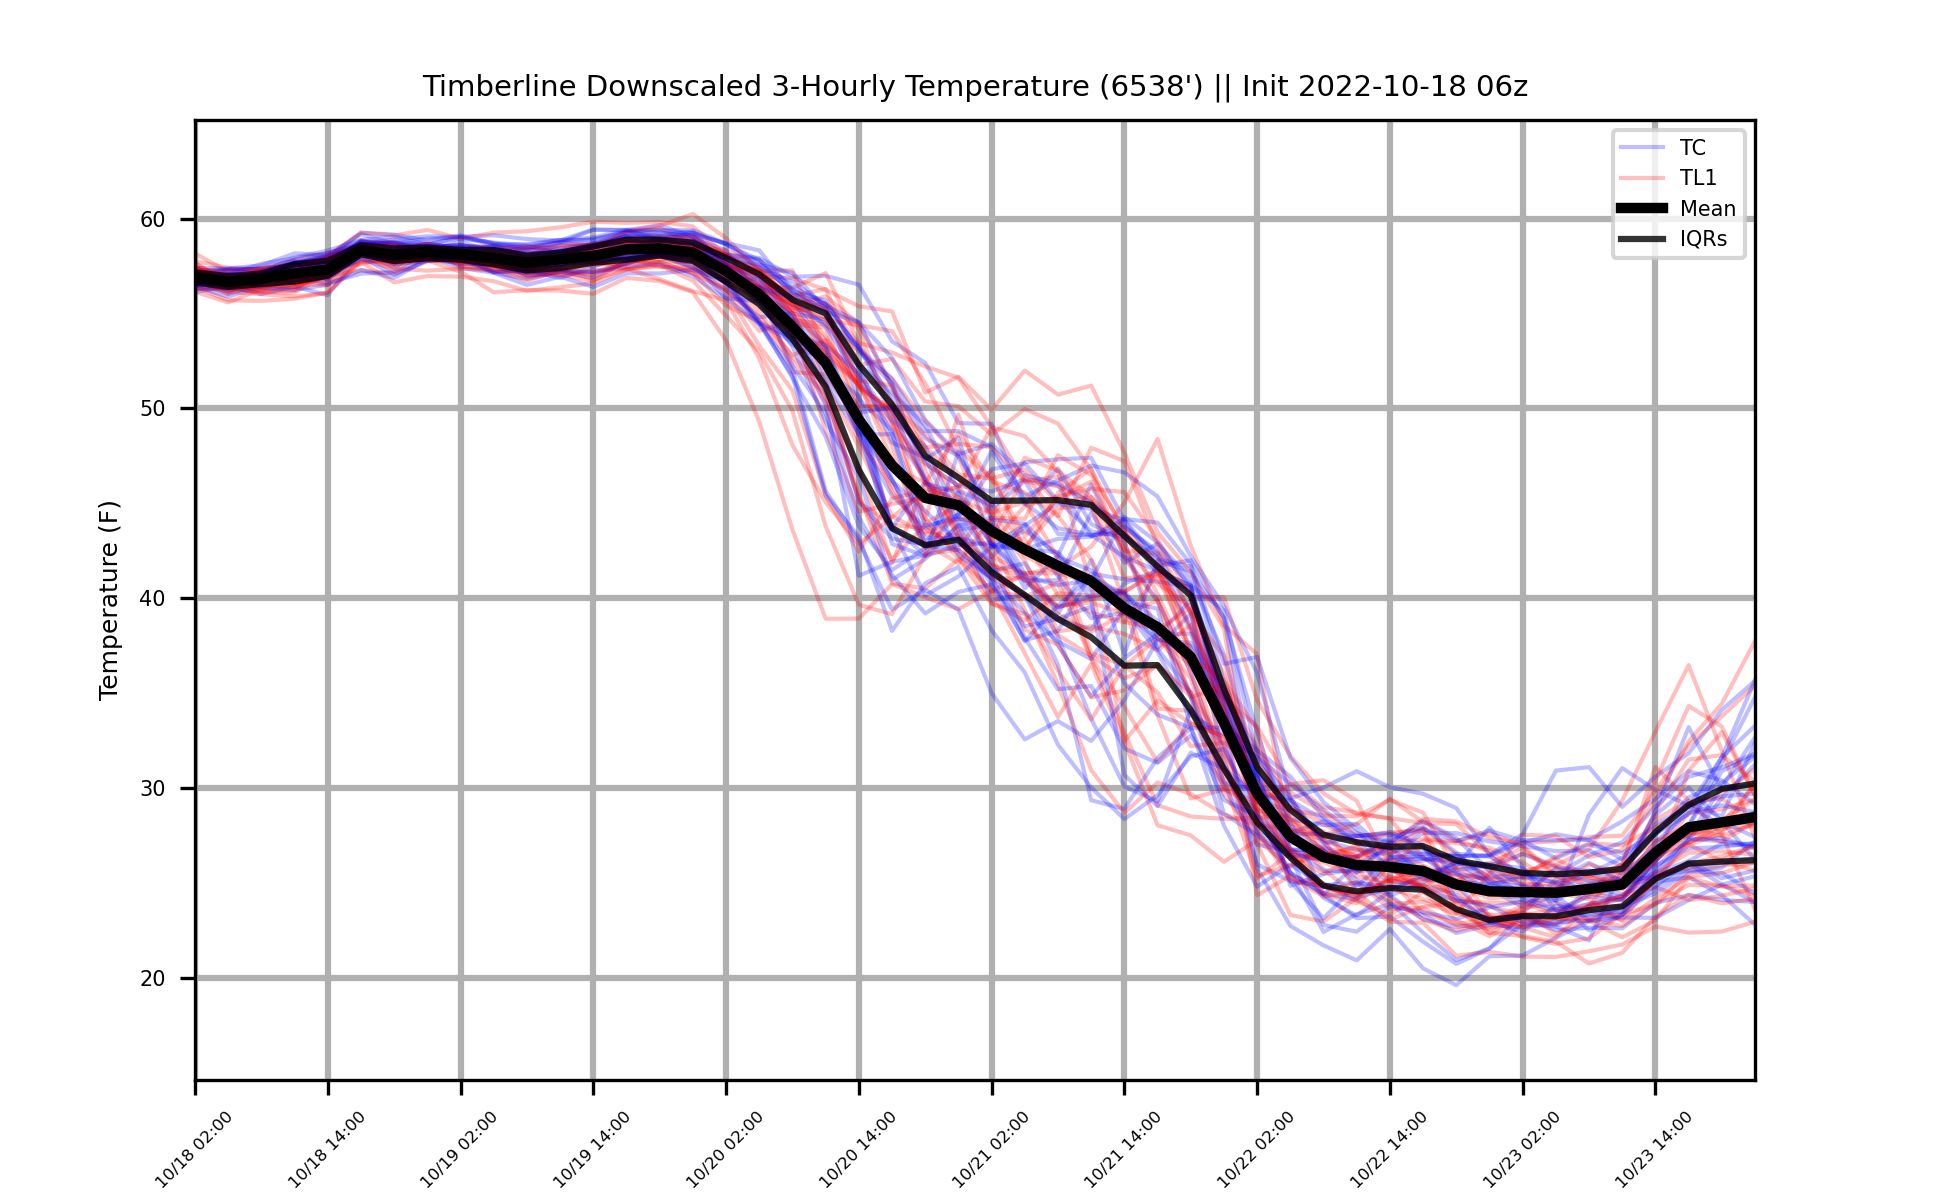 Timberline Downscaled 3-Hourly Temperature (6538') || Init 2022-10-18 06z
TC
TL1
Mean
IQRs
Temperature (F)
60
50
40
30
20
10/18 02:00
10/18 14:00
10/19 02:00
10/19 14:00
10/20 02:00
10/20 14:00
10/21 02:00
10/21 14:00
10/22 02:00
10/22 14:00
10/23 02:00
10/23 14:00